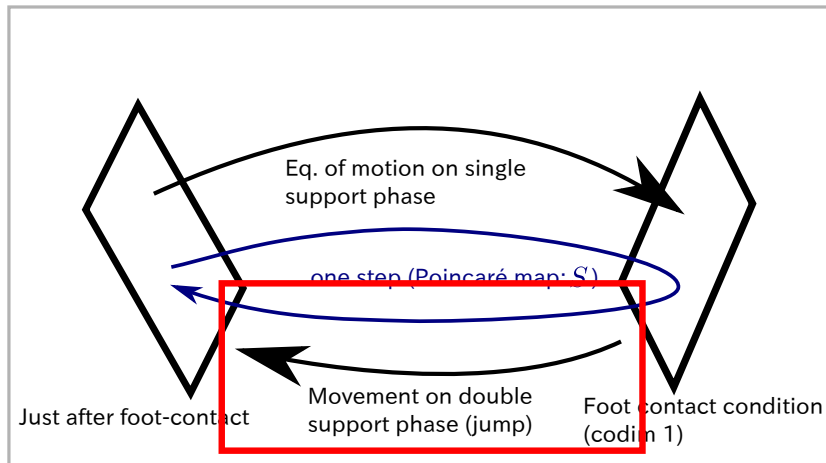 Eq. of motion on single
support phase
one step (Poincaré map: S)
Movement on double
support phase (jump)
Just after foot-contact
Foot contact condition
(codim 1)